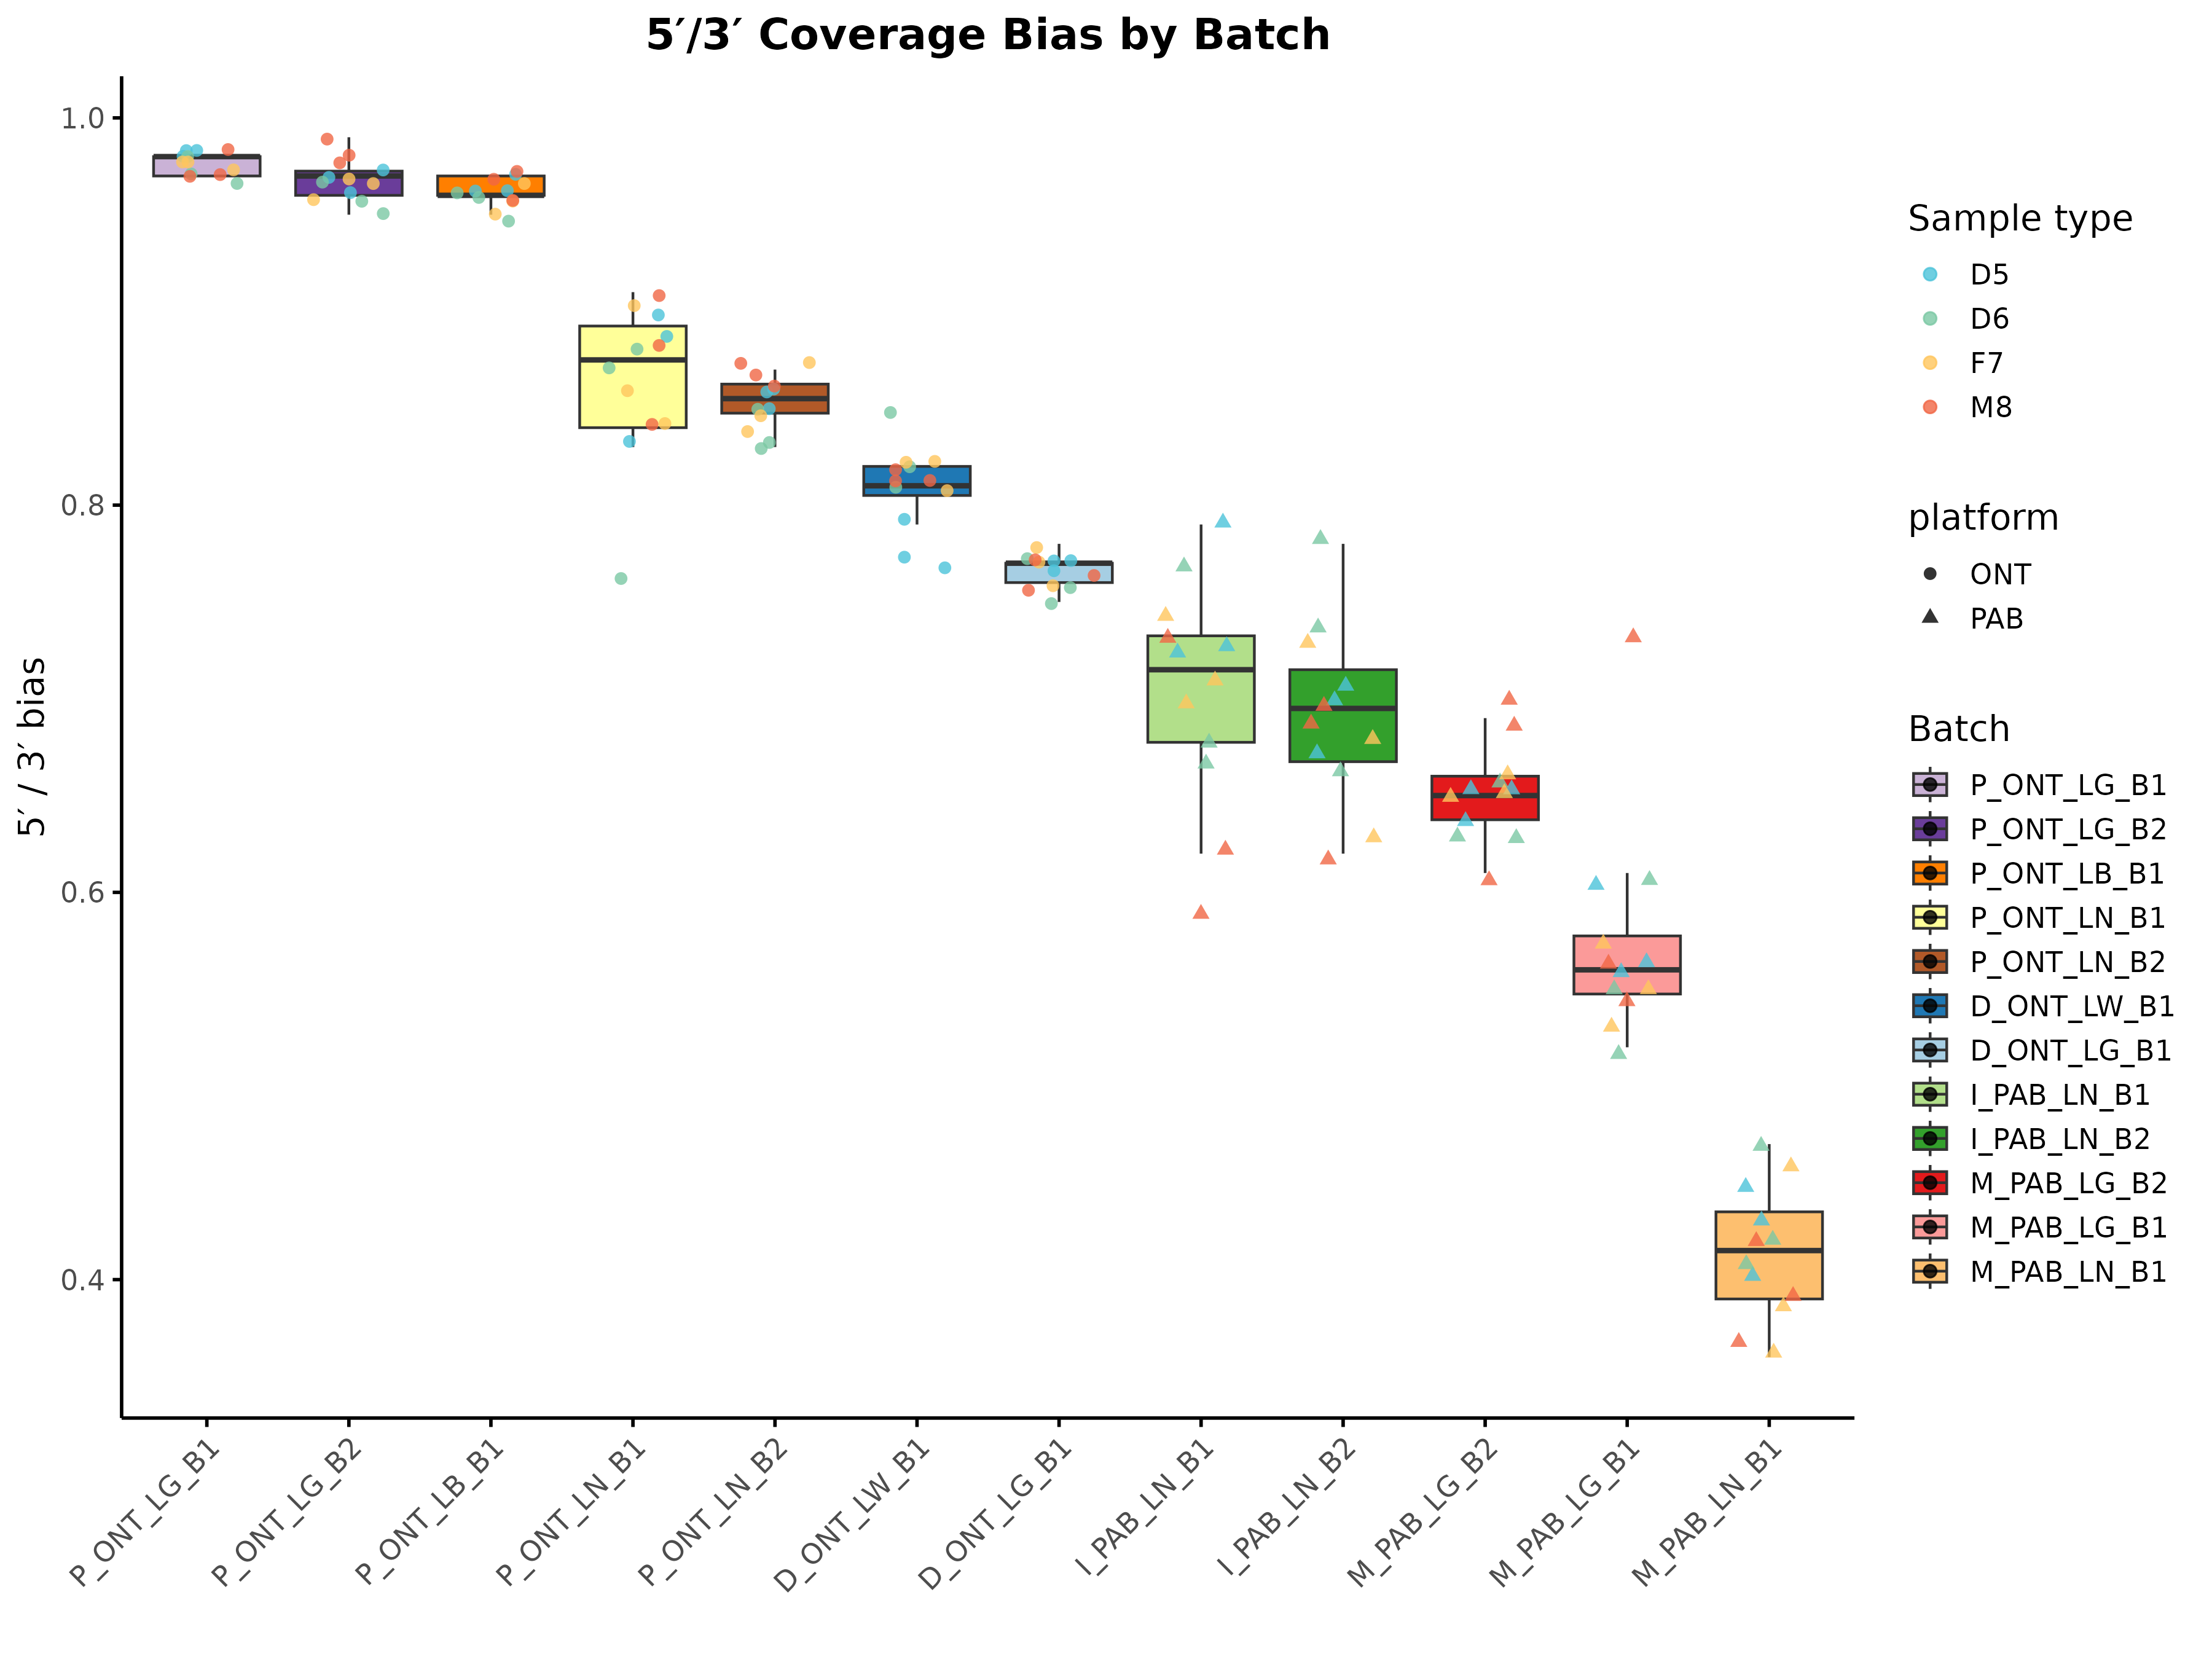 5′/3′ Coverage Bias by Batch
5′ / 3′ bias
1.0
0.8
0.6
0.4
P_ONT_LG_B1
P_ONT_LG_B2
P_ONT_LB_B1
P_ONT_LN_B1
P_ONT_LN_B2
D_ONT_LW_B1
D_ONT_LG_B1
I_PAB_LN_B1
I_PAB_LN_B2
M_PAB_LG_B2
M_PAB_LG_B1
M_PAB_LN_B1
Sample type
D5
D6
F7
M8
platform
ONT
PAB
Batch
P_ONT_LG_B1
P_ONT_LG_B2
P_ONT_LB_B1
P_ONT_LN_B1
P_ONT_LN_B2
D_ONT_LW_B1
D_ONT_LG_B1
I_PAB_LN_B1
I_PAB_LN_B2
M_PAB_LG_B2
M_PAB_LG_B1
M_PAB_LN_B1